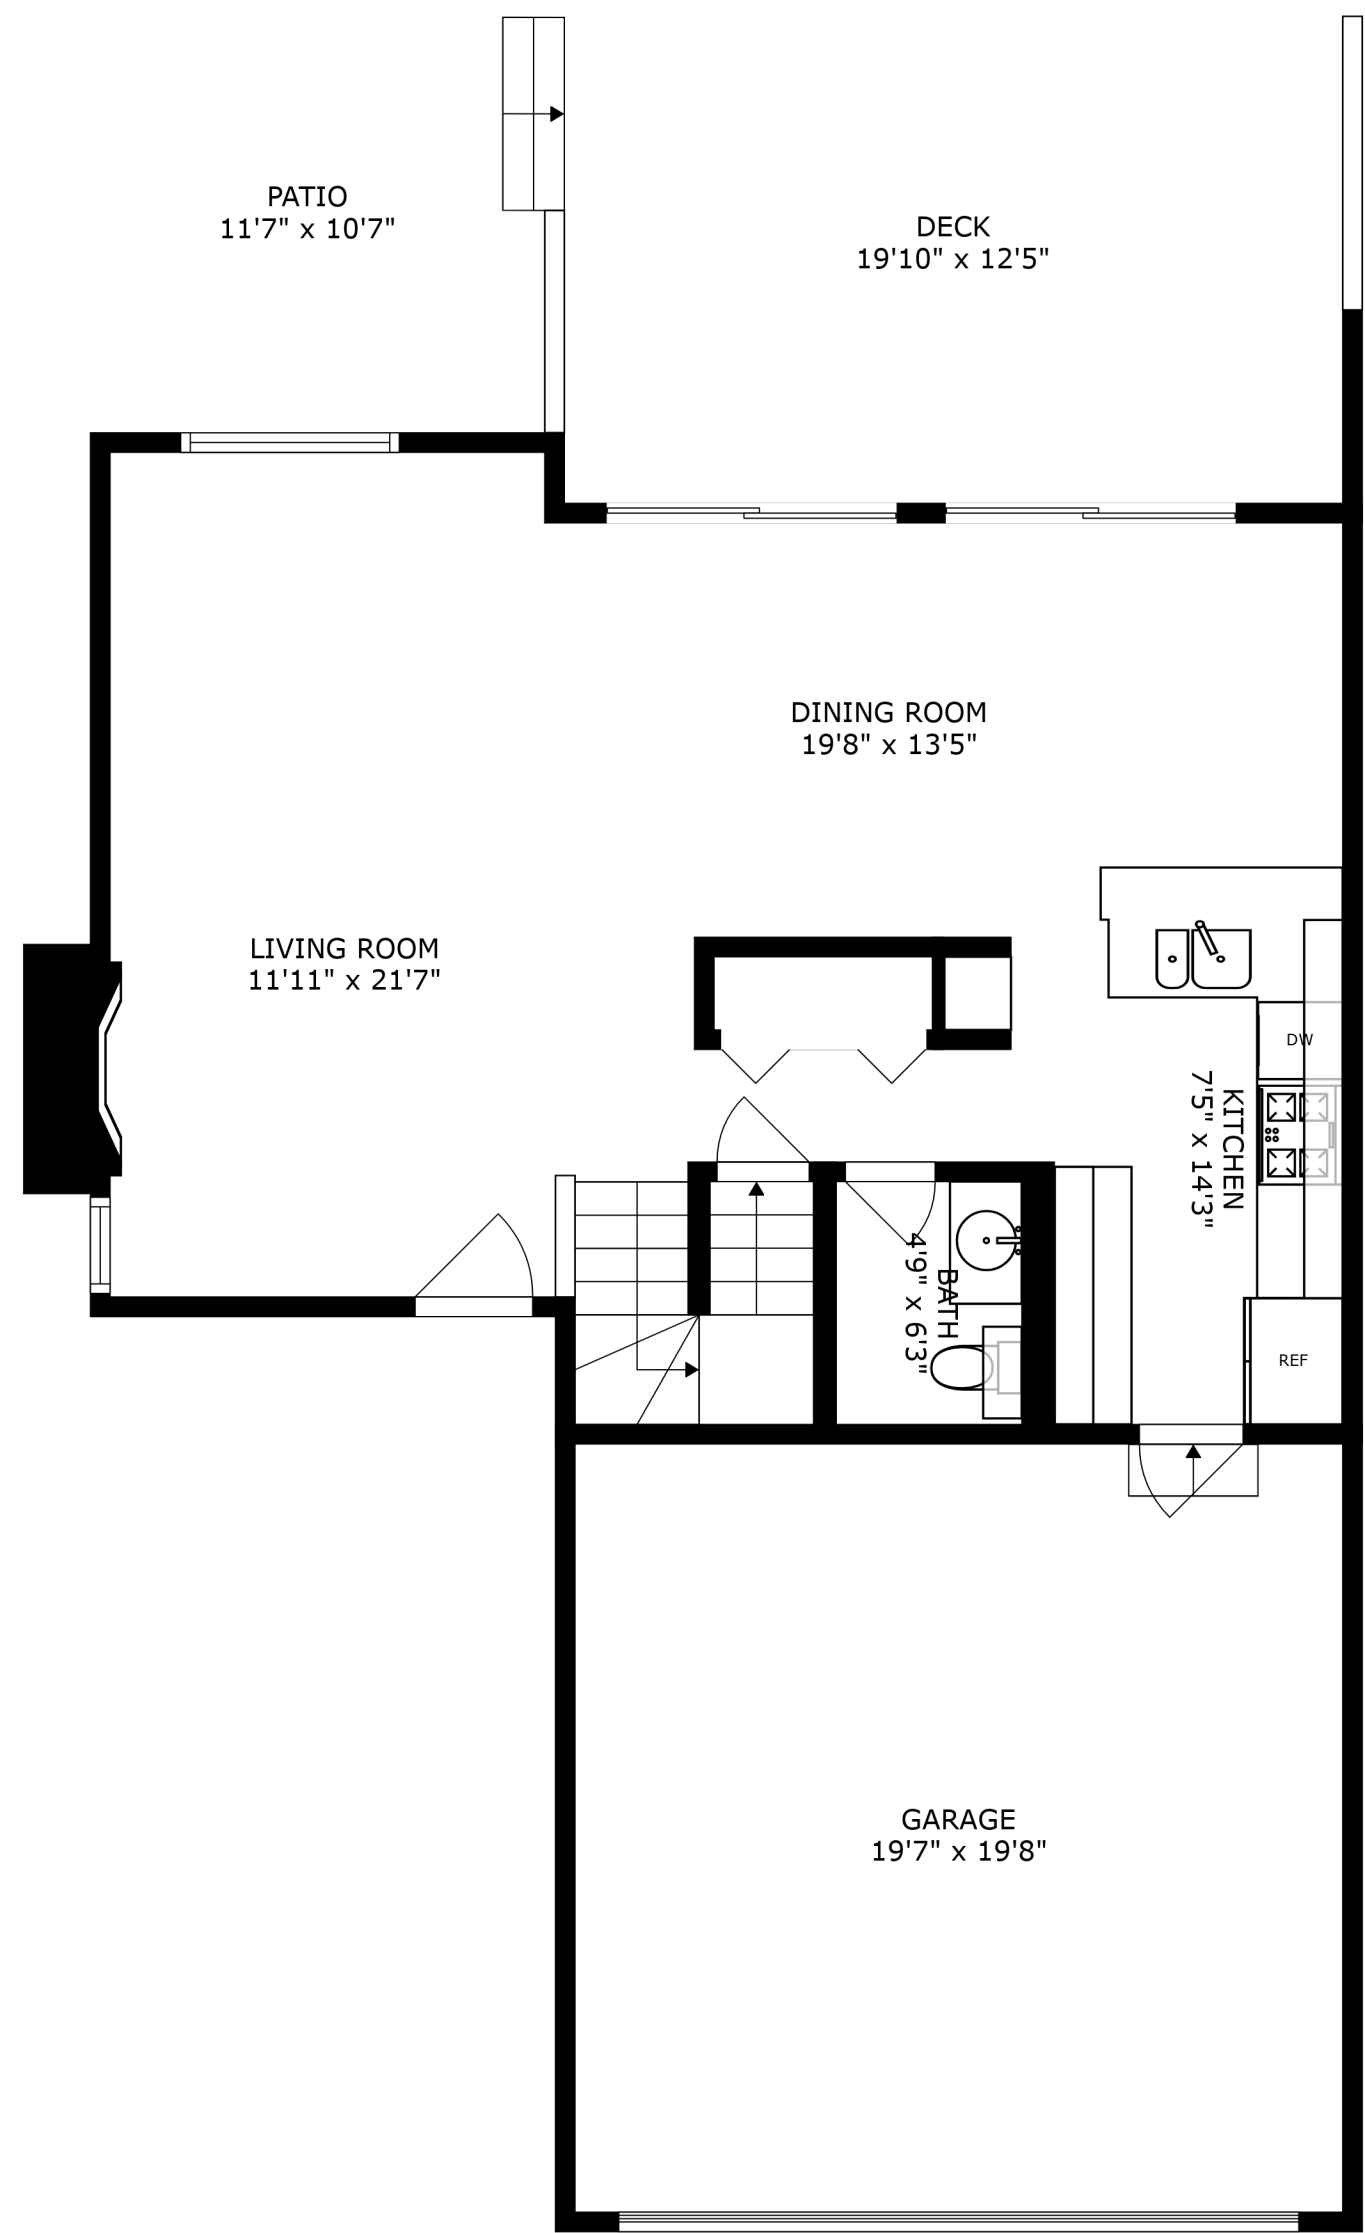 PATIO
11'7" x 10'7"
DECK
19'10" x 12'5"
DINING ROOM
19'8" x 13'5"
LIVING ROOM
11'11" x 21'7"
DW
KITCHEN
7'5" x 14'3"
BATH
4'9" x 6'3"
REF
GARAGE
19'7" x 19'8"